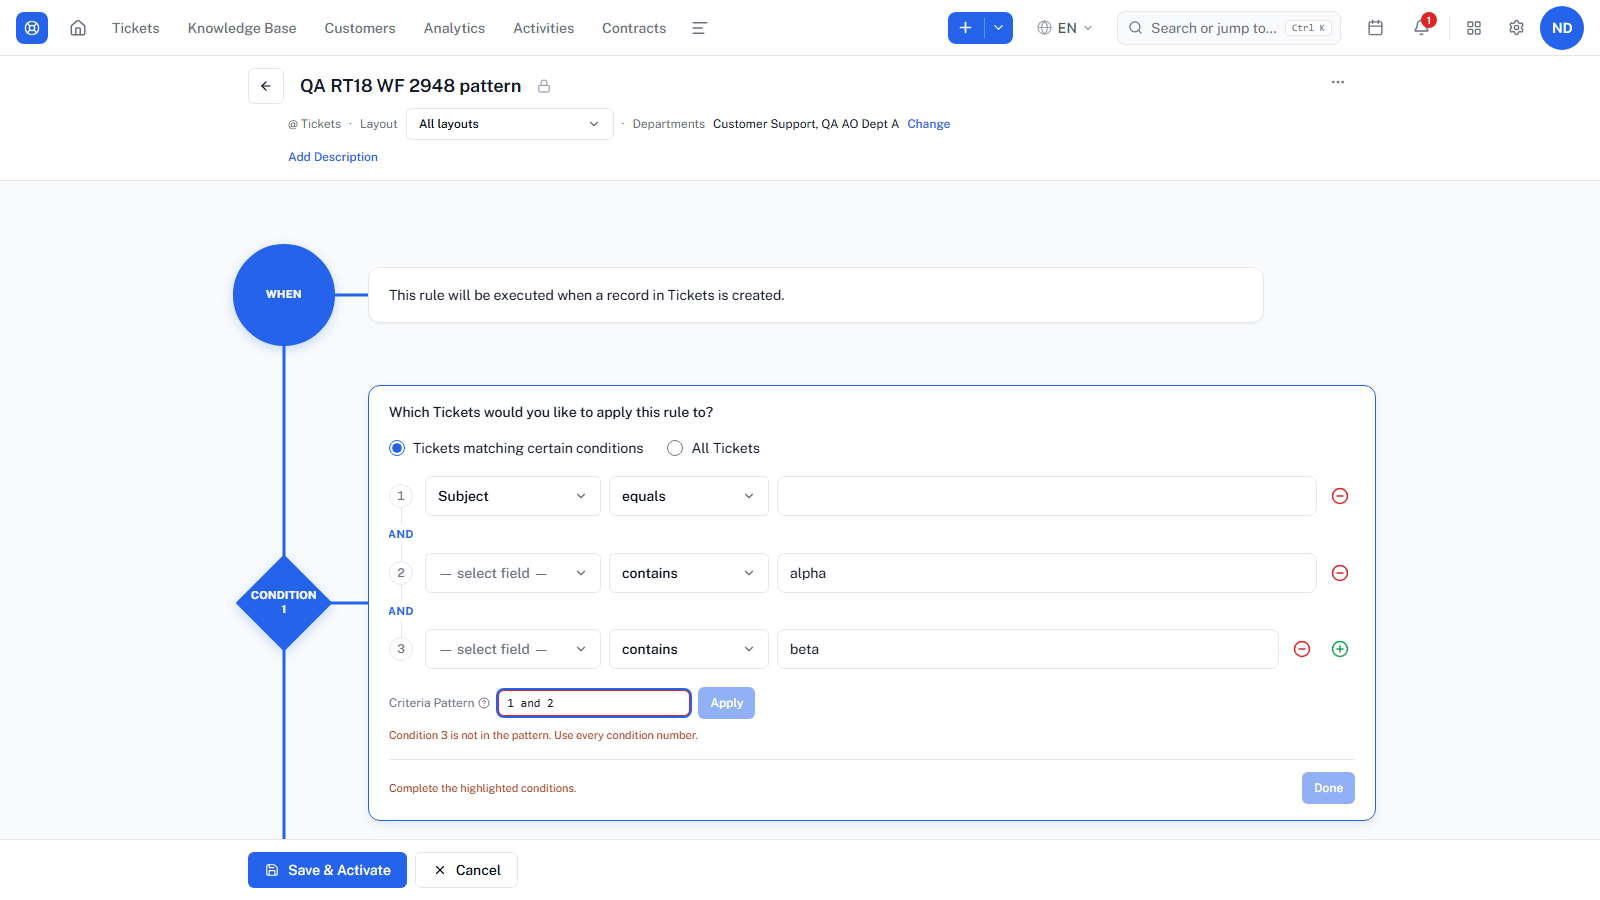 Tickets Knowledge Base Customers Analytics Activities Contracts EN Search or jump to... Ctrl K 1 ND
QA RT18 WF 2948 pattern
@ Tickets · Layout All layouts · Departments Customer Support, QA AO Dept A Change
Add Description
WHEN
This rule will be executed when a record in Tickets is created.
Which Tickets would you like to apply this rule to?
Tickets matching certain conditions All Tickets
1 Subject equals
AND
2 — select field — contains alpha
CONDITION
1
AND
3 — select field — contains beta
Criteria Pattern ? 1 and 2 Apply
Condition 3 is not in the pattern. Use every condition number.
Complete the highlighted conditions. Done
Save & Activate Cancel